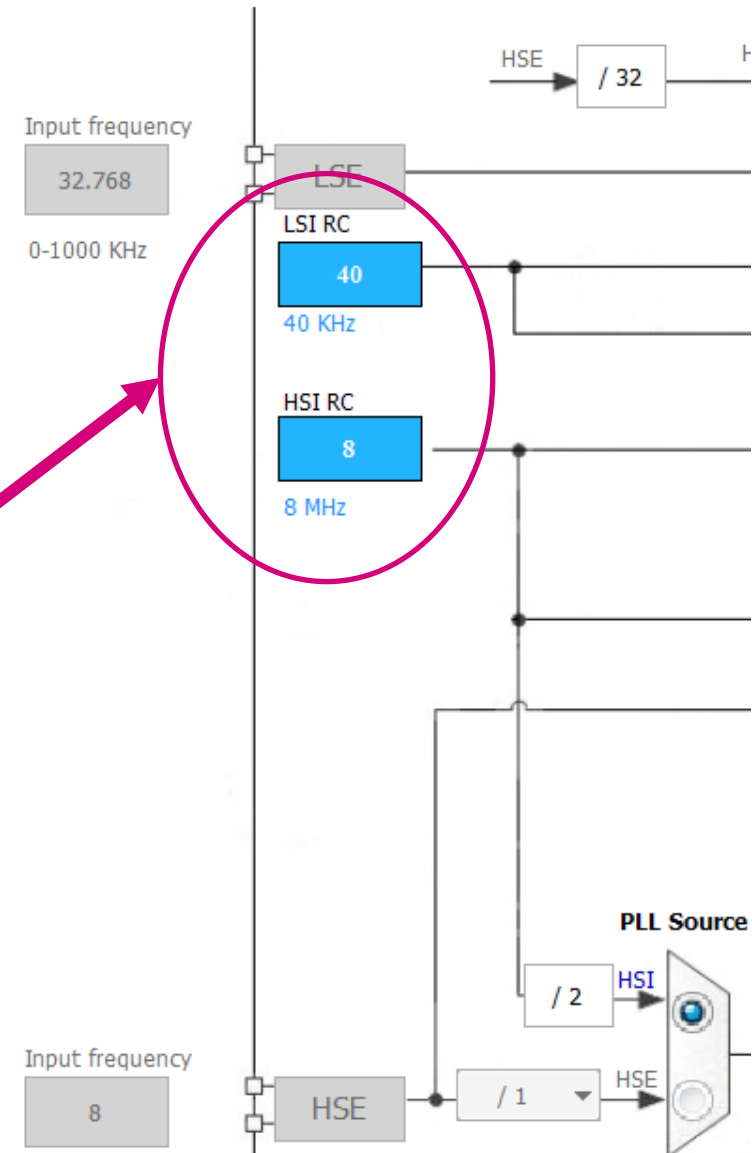 HSE
/ 32
Input frequency
32.768
0-1000 KHz
LSE
LSI RC
40
40 KHz
HSI RC
8
8 MHz
PLL Source
/ 2
HSI
Input frequency
8
HSE
/ 1
HSE